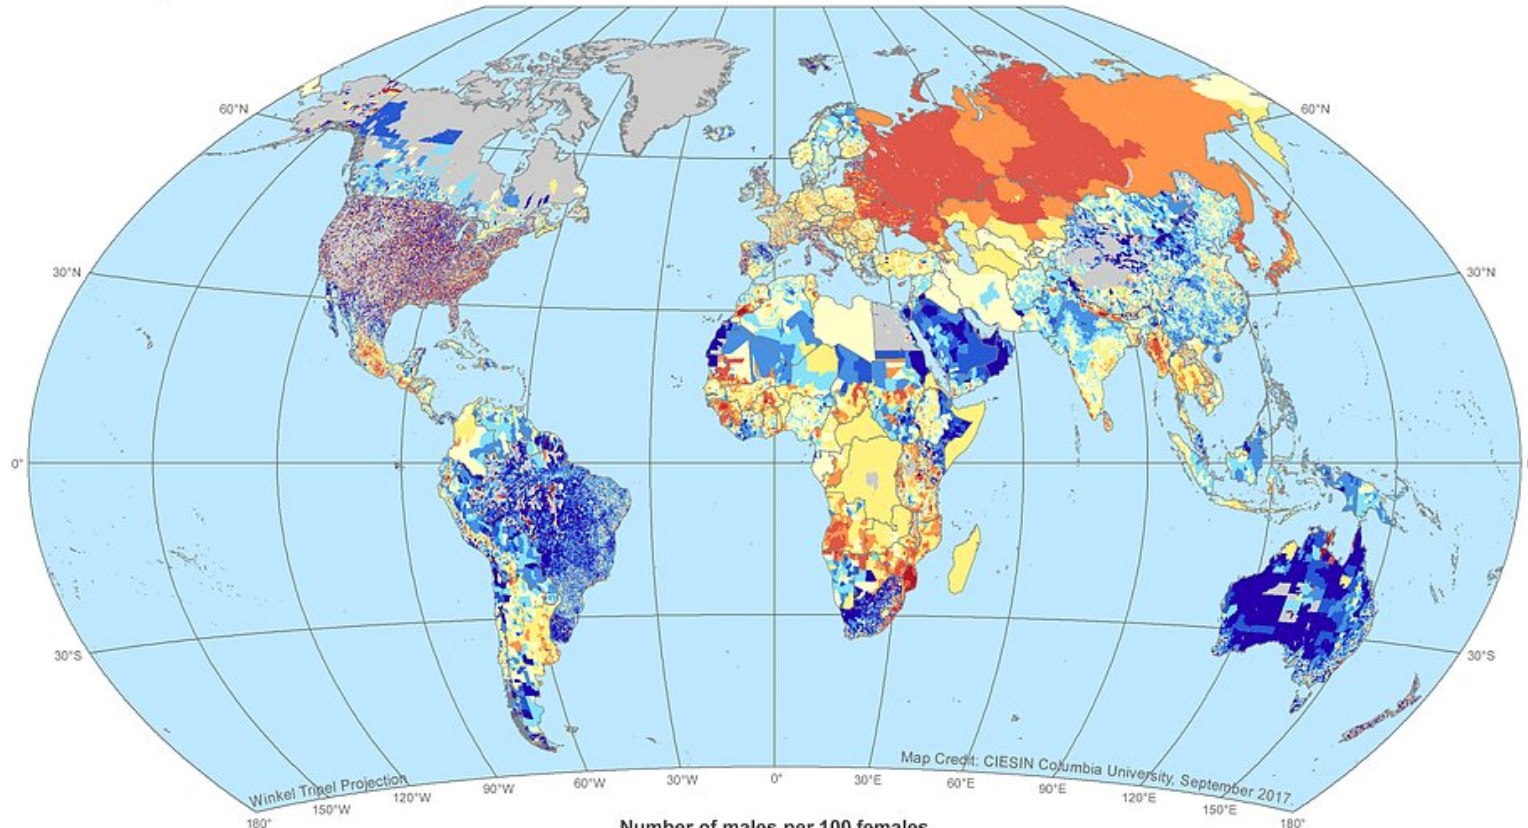 60°N
60°N
30°N
30°N
0°
30°S
30°S
Winkel Tripel Projection
Map Credit: CIESIN Columbia University, September 2017.
180°
150°W
120°W
90°W
60°W
30°W
0°
30°E
60°E
90°E
120°E
150°E
180°
Number of males per 100 females